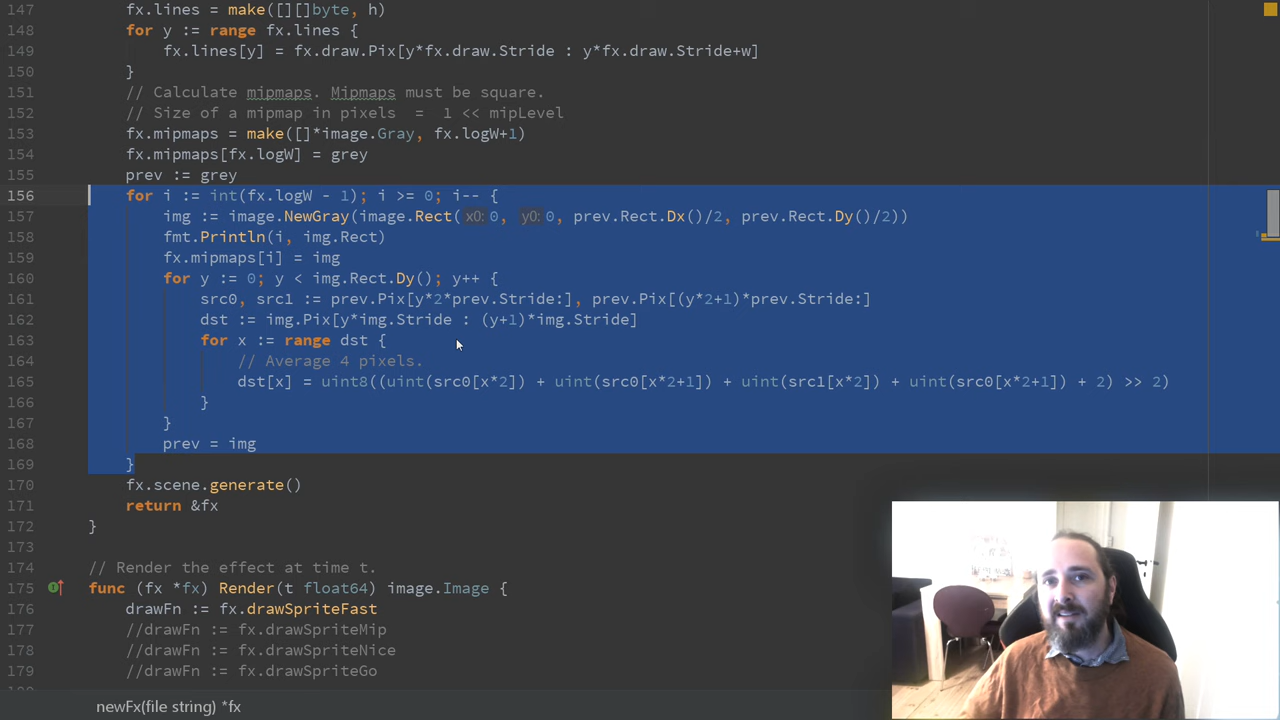 147 fx.lines = make([][]byte, h)
148 for y := range fx.lines {
149 fx.lines[y] = fx.draw.Pix[y*fx.draw.Stride : y*fx.draw.Stride+w]
150 }
151 // Calculate mipmaps. Mipmaps must be square.
152 // Size of a mipmap in pixels = 1 << mipLevel
153 fx.mipmaps = make([]*image.Gray, fx.logW+1)
154 fx.mipmaps[fx.logW] = grey
155 prev := grey
156 for i := int(fx.logW - 1); i >= 0; i-- {
157 img := image.NewGray(image.Rect(x0: 0, y0: 0, prev.Rect.Dx()/2, prev.Rect.Dy()/2))
158 fmt.Println(i, img.Rect)
159 fx.mipmaps[i] = img
160 for y := 0; y < img.Rect.Dy(); y++ {
161 src0, src1 := prev.Pix[y*2*prev.Stride:], prev.Pix[(y*2+1)*prev.Stride:]
162 dst := img.Pix[y*img.Stride : (y+1)*img.Stride]
163 for x := range dst {
164 // Average 4 pixels.
165 dst[x] = uint8((uint(src0[x*2]) + uint(src0[x*2+1]) + uint(src1[x*2]) + uint(src0[x*2+1]) + 2) >> 2)
166 }
167 }
168 prev = img
169 }
170 fx.scene.generate()
171 return &fx
172 }
173
174 // Render the effect at time t.
175 func (fx *fx) Render(t float64) image.Image {
176 drawFn := fx.drawSpriteFast
177 //drawFn := fx.drawSpriteMip
178 //drawFn := fx.drawSpriteNice
179 //drawFn := fx.drawSpriteGo
newFx(file string) *fx